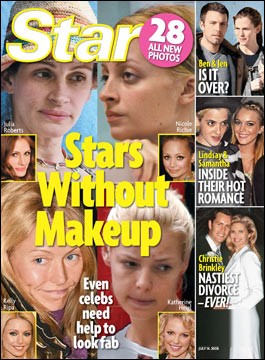 Star
28
ALL NEW
PHOTOS
Julia
Roberts
Nicole
Richie
Stars
Without
Makeup
Kelly
Ripa
Even
celebs
need
help to
look fab
Katherine
Heigl
Ben & Jen
IS IT
OVER?
Lindsay &
Samantha
INSIDE
THEIR HOT
ROMANCE
Christie
Brinkley
NASTIEST
DIVORCE
—EVER!